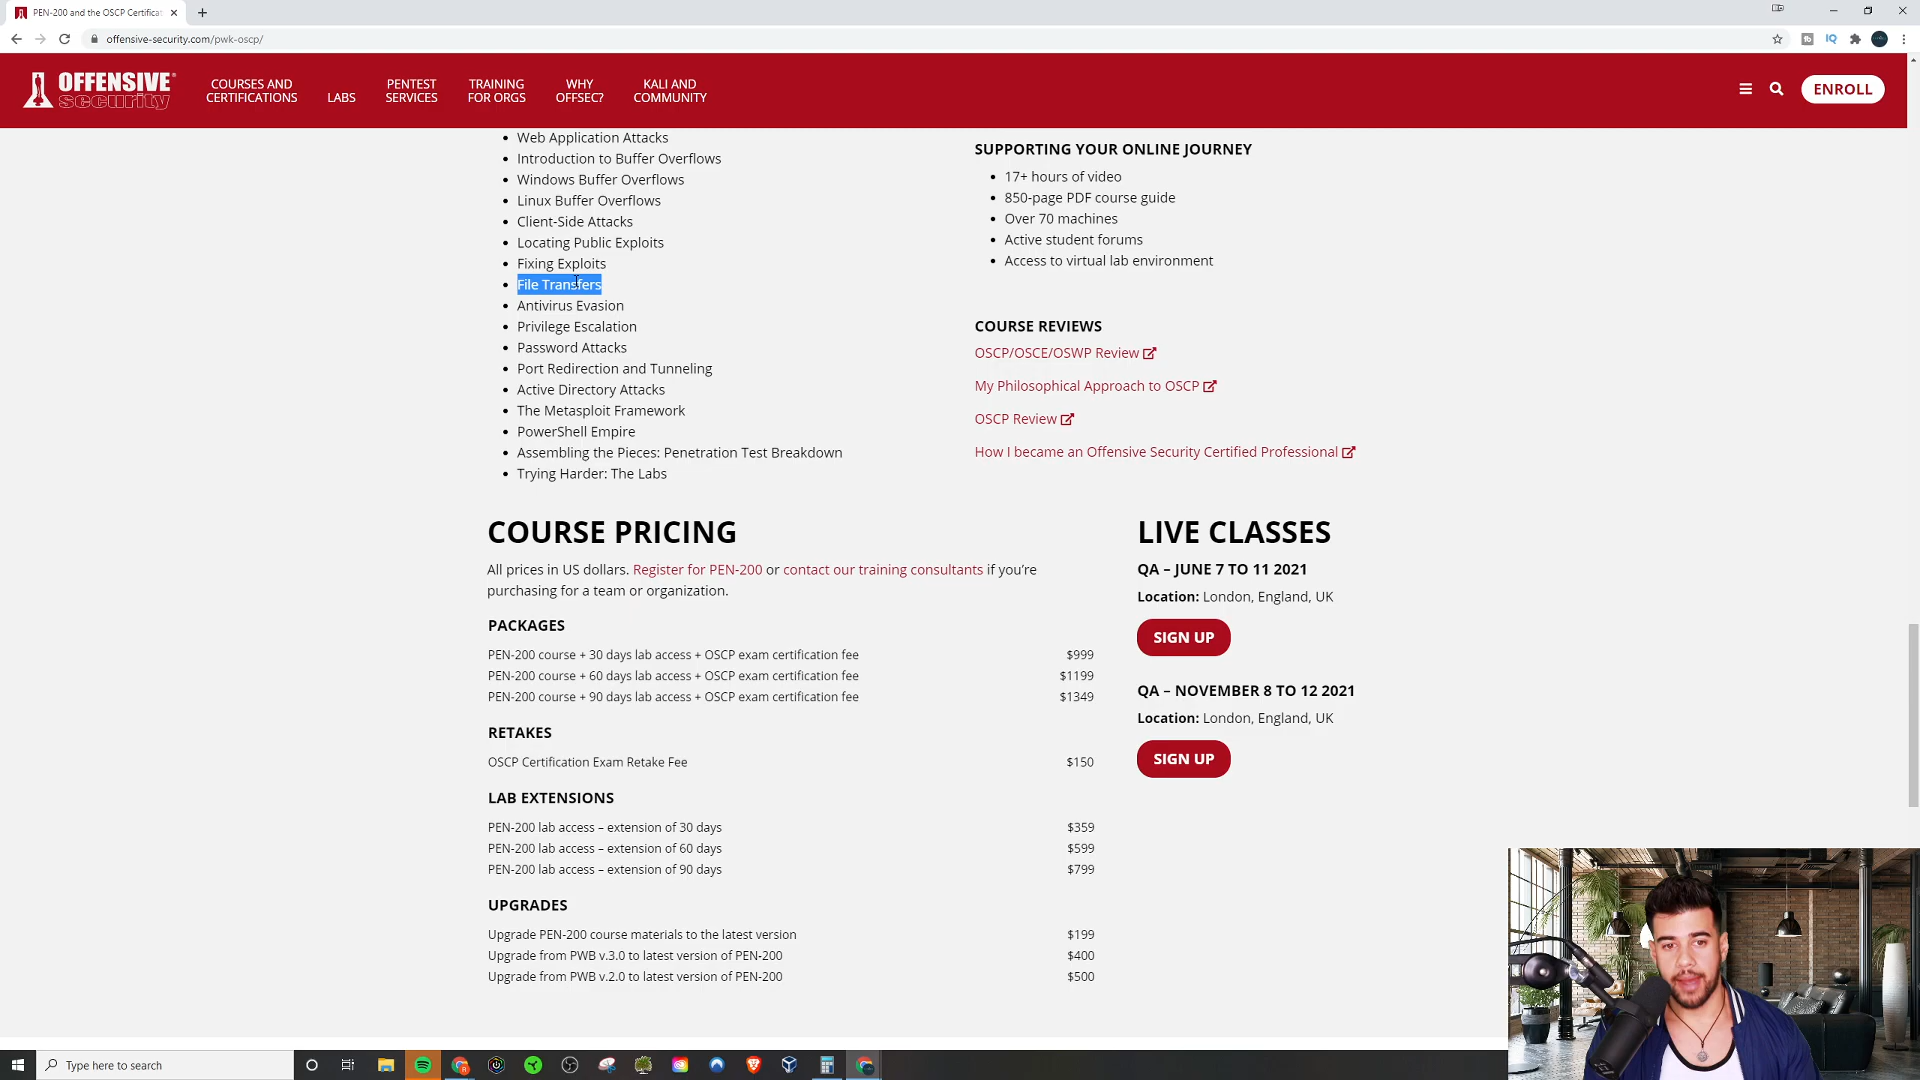 PEN-200 and the OSCP Certificat
offensive-security.com/pwk-oscp/
OFFENSIVE
security
COURSES AND
CERTIFICATIONS
LABS
PENTEST
SERVICES
TRAINING
FOR ORGS
WHY
OFFSEC?
KALI AND
COMMUNITY
ENROLL
Web Application Attacks
Introduction to Buffer Overflows
Windows Buffer Overflows
Linux Buffer Overflows
Client-Side Attacks
Locating Public Exploits
Fixing Exploits
File Transfers
Antivirus Evasion
Privilege Escalation
Password Attacks
Port Redirection and Tunneling
Active Directory Attacks
The Metasploit Framework
PowerShell Empire
Assembling the Pieces: Penetration Test Breakdown
Trying Harder: The Labs
SUPPORTING YOUR ONLINE JOURNEY
17+ hours of video
850-page PDF course guide
Over 70 machines
Active student forums
Access to virtual lab environment
COURSE REVIEWS
OSCP/OSCE/OSWP Review
My Philosophical Approach to OSCP
OSCP Review
How I became an Offensive Security Certified Professional
COURSE PRICING
All prices in US dollars. Register for PEN-200 or contact our training consultants if you're
purchasing for a team or organization.
PACKAGES
PEN-200 course + 30 days lab access + OSCP exam certification fee $999
PEN-200 course + 60 days lab access + OSCP exam certification fee $1199
PEN-200 course + 90 days lab access + OSCP exam certification fee $1349
RETAKES
OSCP Certification Exam Retake Fee $150
LAB EXTENSIONS
PEN-200 lab access – extension of 30 days $359
PEN-200 lab access – extension of 60 days $599
PEN-200 lab access – extension of 90 days $799
UPGRADES
Upgrade PEN-200 course materials to the latest version $199
Upgrade from PWB v.3.0 to latest version of PEN-200 $400
Upgrade from PWB v.2.0 to latest version of PEN-200 $500
LIVE CLASSES
QA – JUNE 7 TO 11 2021
Location: London, England, UK
SIGN UP
QA – NOVEMBER 8 TO 12 2021
Location: London, England, UK
SIGN UP
Type here to search